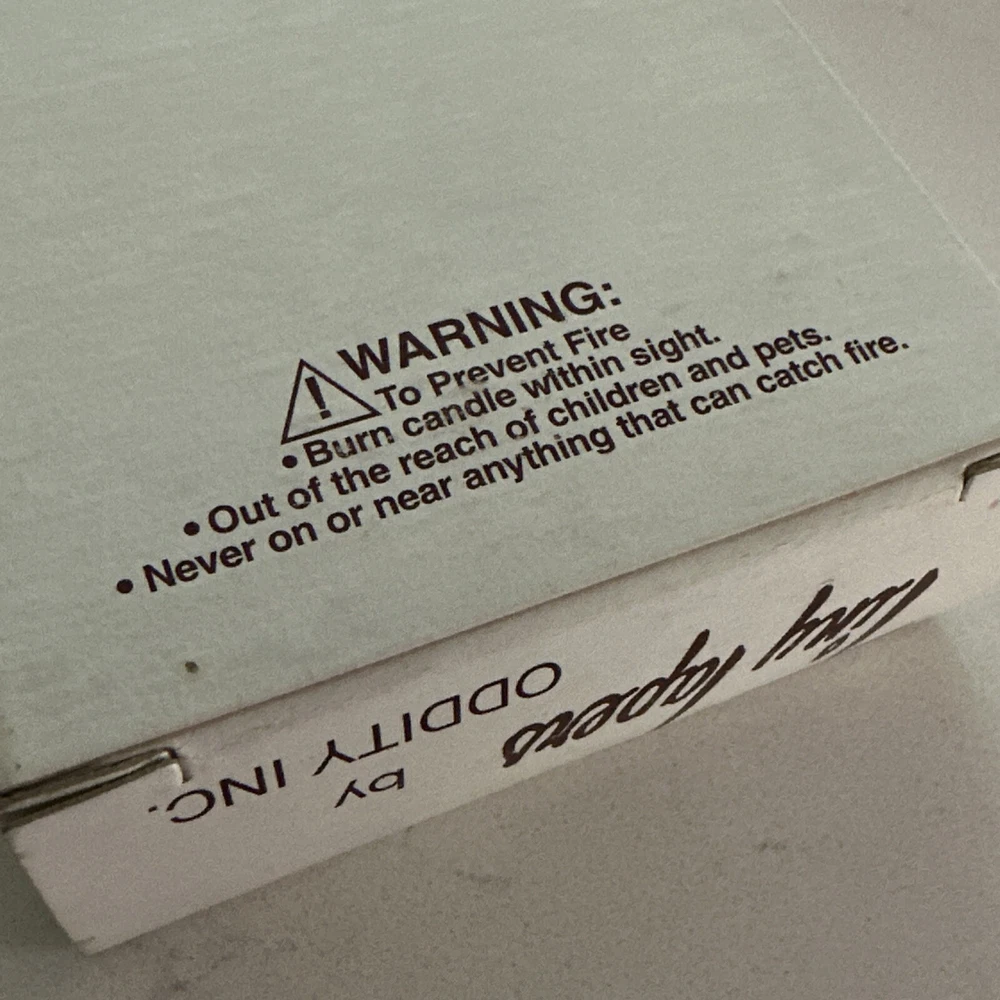 WARNING:
To Prevent Fire
• Burn candle within sight.
• Out of the reach of children and pets.
• Never on or near anything that can catch fire.
Tiny Tapers
by
ODDITY INC.